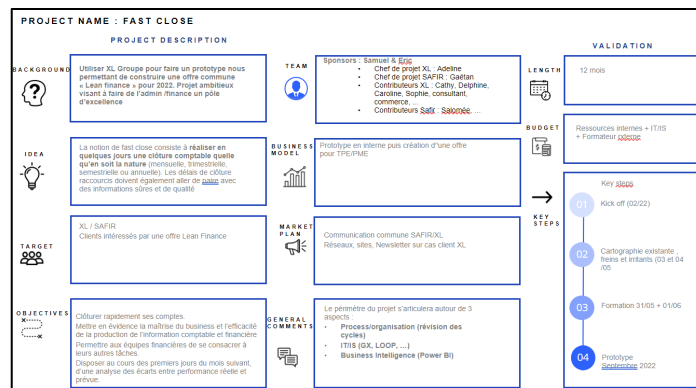 PROJECT NAME : FAST CLOSE
PROJECT DESCRIPTION
BACKGROUND
Utiliser XL Groupe pour faire un prototype nous
permettant de construire une offre commune
« Lean finance » pour 2022. Projet ambitieux
visant à faire de l'admin /finance un pôle
d'excellence
IDEA
La notion de fast close consiste à réaliser en
quelques jours une clôture comptable quelle
qu'en soit la nature (mensuelle, trimestrielle,
semestrielle ou annuelle). Les délais de clôture
raccourcis doivent également aller de paire avec
des informations sûres et de qualité
TARGET
XL / SAFIR
Clients intéressés par une offre Lean Finance
OBJECTIVES
Clôturer rapidement ses comptes.
Mettre en évidence la maîtrise du business et l'efficacité
de la production de l'information comptable et financière
Permettre aux équipes financières de se consacrer à
leurs autres tâches.
Disposer au cours des premiers jours du mois suivant,
d'une analyse des écarts entre performance réelle et
prévue.
TEAM
Sponsors : Samuel & Eric
• Chef de projet XL : Adeline
• Chef de projet SAFIR : Gaétan
• Contributeurs XL : Cathy, Delphine,
Caroline, Sophie, consultant,
commerce, ...
• Contributeurs Safir : Salomée, ...
BUSINESS
MODEL
Prototype en interne puis création d"une offre
pour TPE/PME
MARKET
PLAN
Communication commune SAFIR/XL
Réseaux, sites, Newsletter sur cas client XL
GENERAL
COMMENTS
Le périmètre du projet s'articulera autour de 3
aspects :
• Process/organisation (révision des
cycles)
• IT/IS (GX, LOOP, ...)
• Business Intelligence (Power BI)
VALIDATION
LENGTH
12 mois
BUDGET
Ressources internes + IT/IS
+ Formateur
KEY
STEPS
Key steps
01 Kick off (02/22)
02 Cartographie existante ,
freins et irritants (03 et 04
/05
03 Formation 31/05 + 01/06
04 Prototype
Septembre 2022